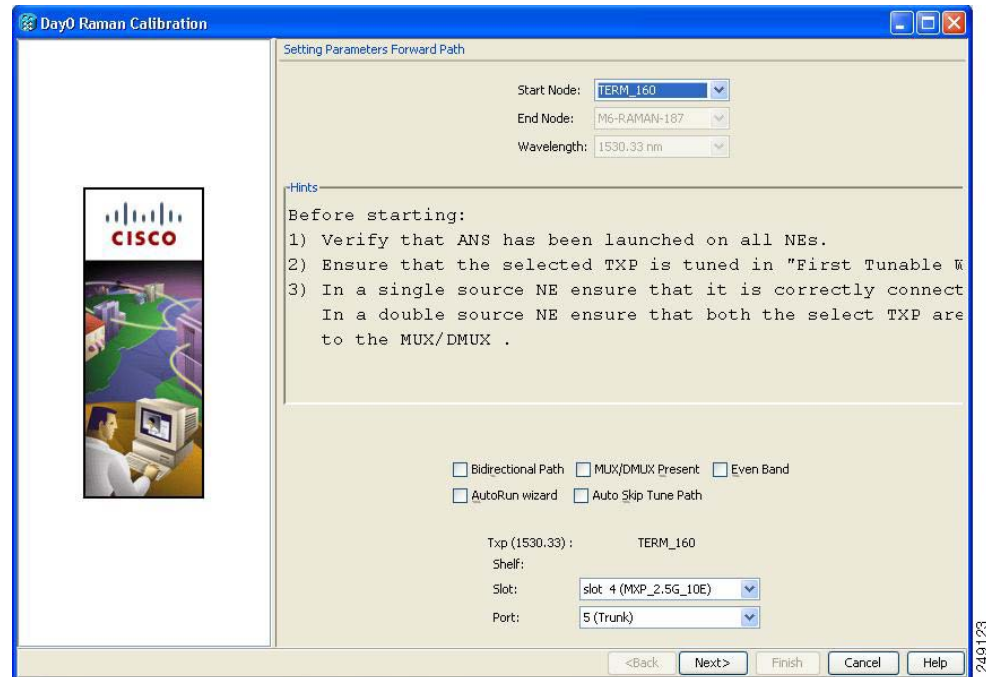 Day0 Raman Calibration
Setting Parameters Forward Path
Start Node: TERM_160
End Node: M6-RAMAN-187
Wavelength: 1530.33 nm
CISCO
Hints
Before starting:
1) Verify that ANS has been launched on all NEs.
2) Ensure that the selected TXP is tuned in "First Tunable W
3) In a single source NE ensure that it is correctly connect
In a double source NE ensure that both the select TXP are
to the MUX/DMUX .
Bidirectional Path MUX/DMUX Present Even Band
AutoRun wizard Auto Skip Tune Path
Txp (1530.33) : TERM_160
Shelf:
Slot: slot 4 (MXP_2.5G_10E)
Port: 5 (Trunk)
<Back Next> Finish Cancel Help
249123